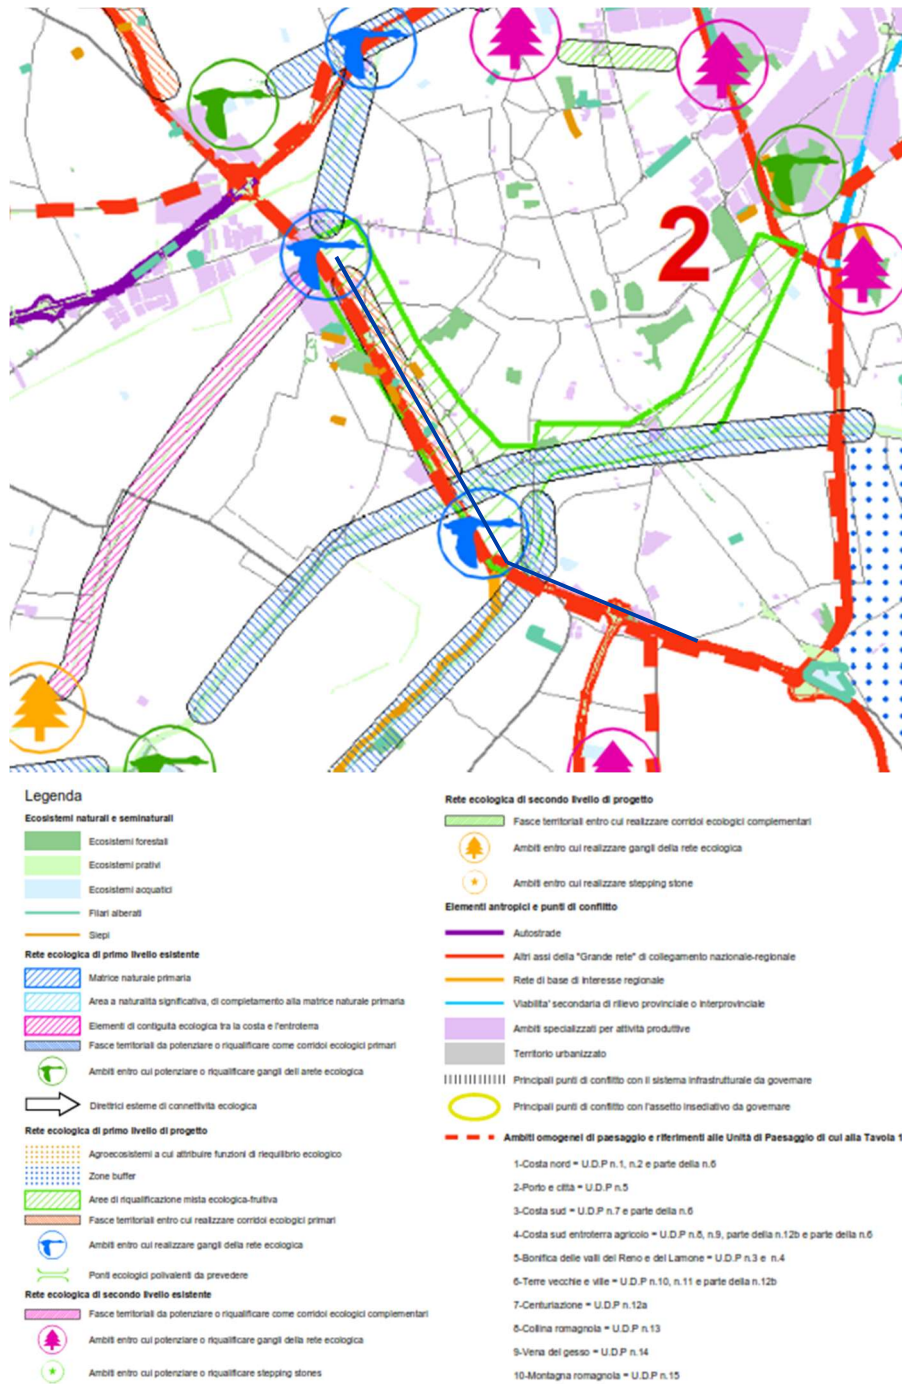 2
Legenda
Ecosistemi naturali e seminaturali
Ecosistemi forestali
Ecosistemi prativi
Ecosistemi acquatici
Filari alberati
Siepi
Rete ecologica di primo livello esistente
Matrice naturale primaria
Area a naturalità significativa, di completamento alla matrice naturale primaria
Elementi di contiguità ecologica tra la costa e l'entroterra
Fasce territoriali da potenziare o riqualificare come corridoi ecologici primari
Ambiti entro cui potenziare o riqualificare gangli dell arete ecologica
Direttrici esterne di connettività ecologica
Rete ecologica di primo livello di progetto
Agroecosistemi a cui attribuire funzioni di riequilibrio ecologico
Zone buffer
Aree di riqualificazione mista ecologica-fruitiva
Fasce territoriali entro cui realizzare corridoi ecologici primari
Ambiti entro cui realizzare gangli della rete ecologica
Ponti ecologici polivalenti da prevedere
Rete ecologica di secondo livello esistente
Fasce territoriali da potenziare o riqualificare come corridoi ecologici complementari
Ambiti entro cui potenziare o riqualificare gangli della rete ecologica
Ambiti entro cui potenziare o riqualificare stepping stones
Rete ecologica di secondo livello di progetto
Fasce territoriali entro cui realizzare corridoi ecologici complementari
Ambiti entro cui realizzare gangli della rete ecologica
Ambiti entro cui realizzare stepping stone
Elementi antropici e punti di conflitto
Autostrade
Altri assi della "Grande rete" di collegamento nazionale-regionale
Rete di base di interesse regionale
Viabilita' secondaria di rilievo provinciale o interprovinciale
Ambiti specializzati per attività produttive
Territorio urbanizzato
Principali punti di conflitto con il sistema infrastrutturale da governare
Principali punti di conflitto con l'assetto insediativo da governare
Ambiti omogenei di paesaggio e riferimenti alle Unità di Paesaggio di cui alla Tavola 1
1-Costa nord = U.D.P n.1, n.2 e parte della n.6
2-Porto e città = U.D.P n.5
3-Costa sud = U.D.P n.7 e parte della n.6
4-Costa sud entroterra agricolo = U.D.P n.8, n.9, parte della n.12b e parte della n.6
5-Bonifica delle valli del Reno e del Lamone = U.D.P n.3 e n.4
6-Terre vecchie e ville = U.D.P n.10, n.11 e parte della n.12b
7-Centuriazione = U.D.P n.12a
8-Collina romagnola = U.D.P n.13
9-Vena del gesso = U.D.P n.14
10-Montagna romagnola = U.D.P n.15